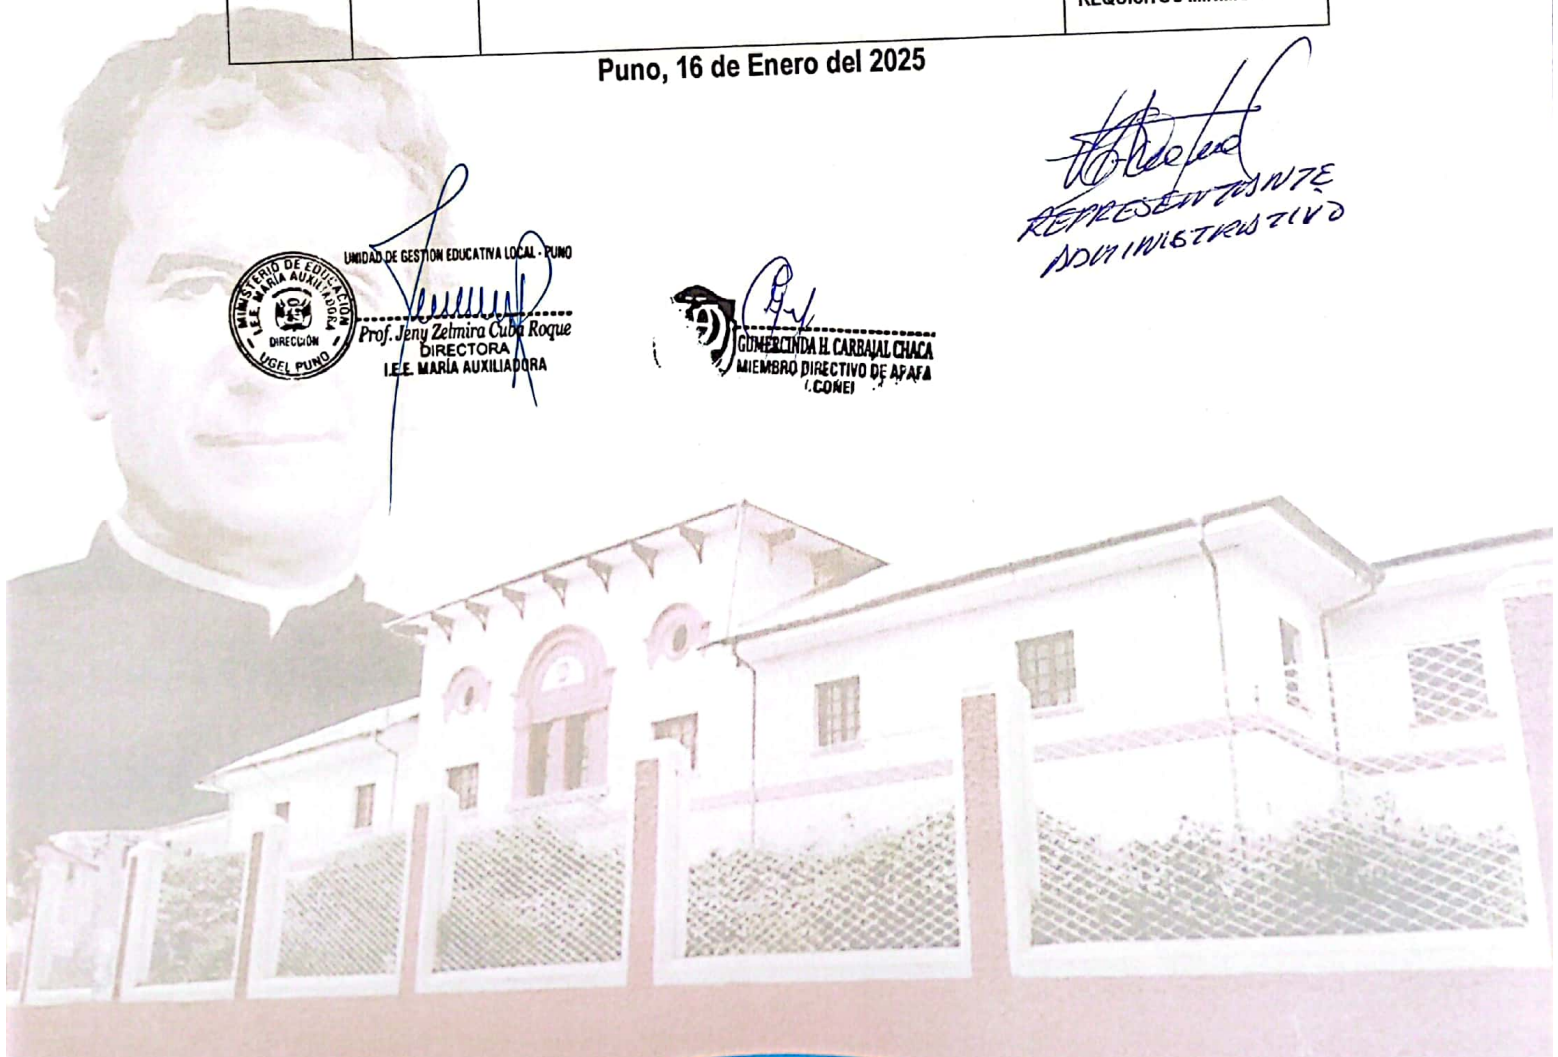 Puno, 16 de Enero del 2025
REPRESENTANTE
ADMINISTRATIVO
MINISTERIO DE EDUCACIÓN
I.E.E. MARÍA AUXILIADORA
DIRECCIÓN
UGEL PUNO
UNIDAD DE GESTION EDUCATIVA LOCAL - PUNO
Prof. Jeny Zelmira Cuba Roque
DIRECTORA
I.E.E. MARÍA AUXILIADORA
GUMERCINDA H. CARBAJAL CHACA
MIEMBRO DIRECTIVO DE APAFA